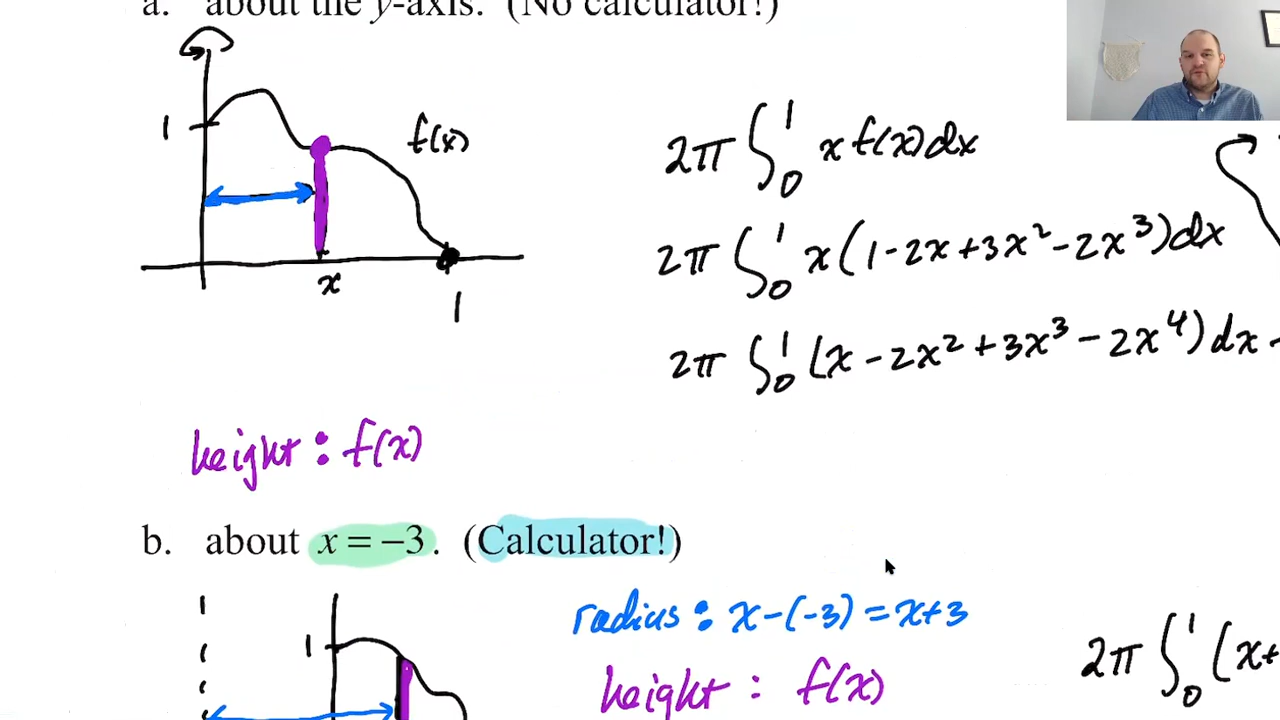 a. about the y-axis. (No calculator!)
1
f(x)
x
1
2π ∫₀¹ x f(x) dx
2π ∫₀¹ x(1-2x+3x²-2x³)dx
2π ∫₀¹ (x-2x²+3x³-2x⁴)dx
height: f(x)
b. about x = −3. (Calculator!)
radius: x-(-3) = x+3
1
height: f(x)
2π ∫₀¹ (x+